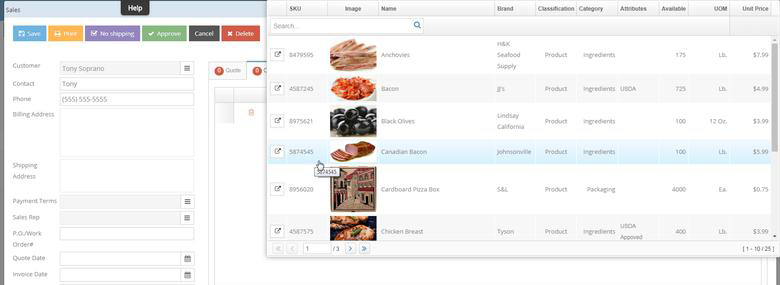 Sales
Help
Save
Print
No shipping
Approve
Cancel
Delete
Customer
Tony Soprano
Contact
Tony
Phone
(555) 555-5555
Billing Address
Shipping
Address
Payment Terms
Sales Rep
P.O./Work
Order#
Quote Date
Invoice Date
0 Quote
0
SKU Image Name Brand Classification Category Attributes Available UOM Unit Price
Search...
8479595 Anchovies H&K Seafood Supply Product Ingredients 175 Lb. $7.99
4587245 Bacon JJ's Product Ingredients USDA 725 Lb. $4.99
8975621 Black Olives Lindsay California Product Ingredients 100 12 Oz. $3.99
5874545 Canadian Bacon Johnsonville Product Ingredients 100 Lb. $5.99
5874545
8956020 Cardboard Pizza Box S&L Product Packaging 4000 Ea. $0.75
4587575 Chicken Breast Tyson Product Ingredients USDA Appoved 400 Lb. $3.99
1 / 3
[ 1 - 10 / 25 ]